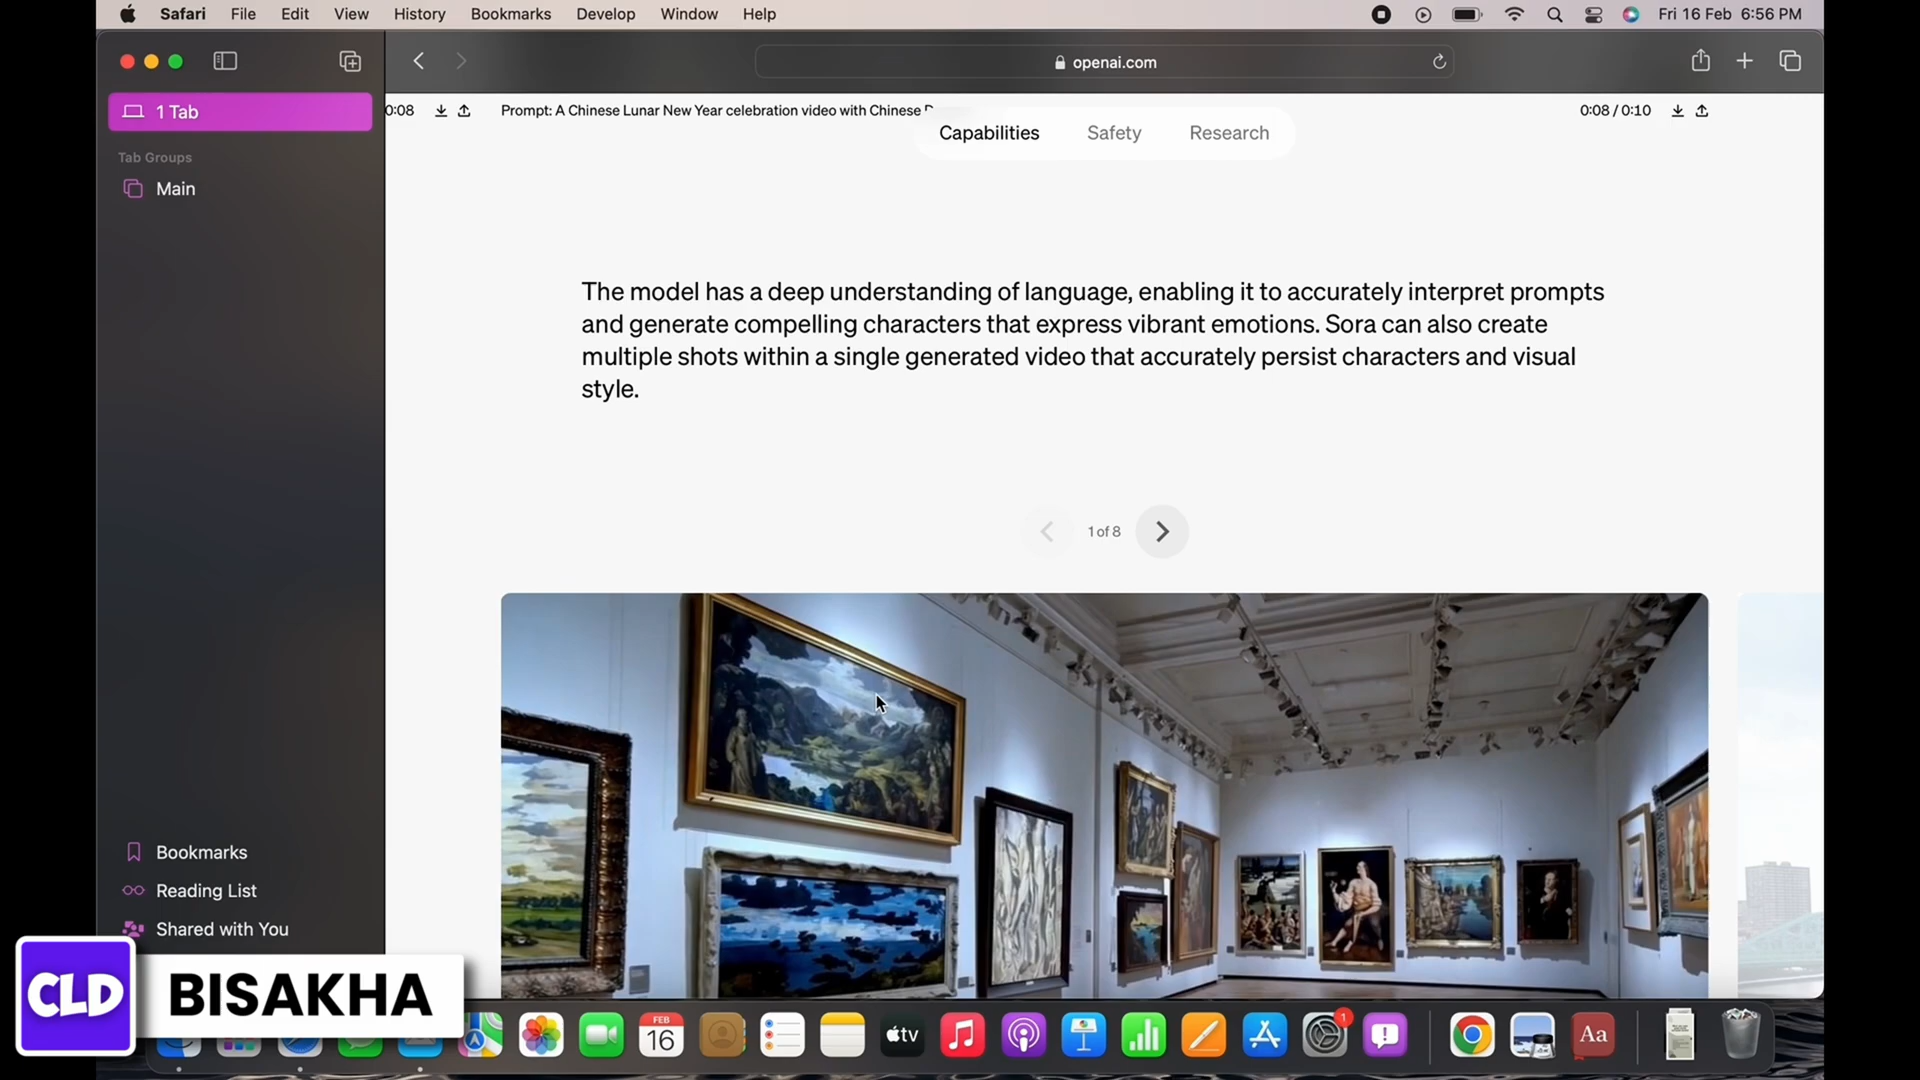 Safari File Edit View History Bookmarks Develop Window Help
Fri 16 Feb 6:56 PM
openai.com
1 Tab
Tab Groups
Main
0:08
Prompt: A Chinese Lunar New Year celebration video with Chinese
0:08 / 0:10
Capabilities Safety Research
The model has a deep understanding of language, enabling it to accurately interpret prompts
and generate compelling characters that express vibrant emotions. Sora can also create
multiple shots within a single generated video that accurately persist characters and visual
style.
1 of 8
Bookmarks
Reading List
Shared with You
CLD
BISAKHA
FEB
16
tv
1
Aa